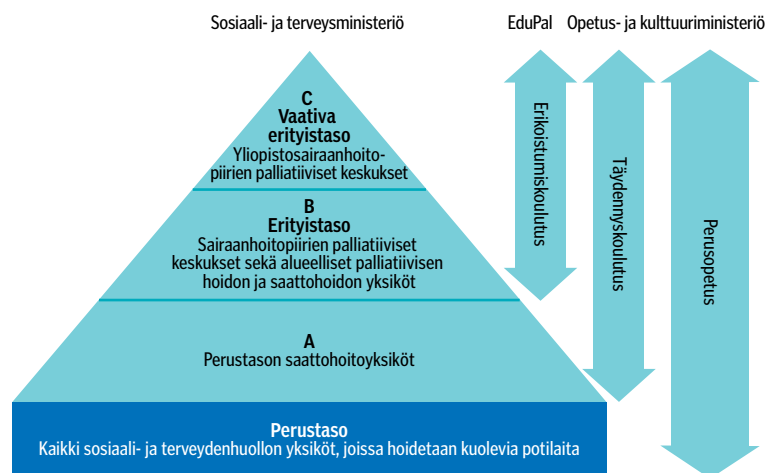 Sosiaali- ja terveysministeriö
EduPal
Opetus- ja kulttuuriministeriö
C
Vaativa
erityistaso
Yliopistosairaanhoito-
piirien palliatiiviset keskukset
B
Erityistaso
Sairaanhoitopiirien palliatiiviset
keskukset sekä alueelliset palliatiivisen
hoidon ja saattohoidon yksiköt
A
Perustason saattohoitoyksiköt
Perustaso
Kaikki sosiaali- ja terveydenhuollon yksiköt, joissa hoidetaan kuolevia potilaita
Erikoistumiskoulutus
Täydennyskoulutus
Perusopetus